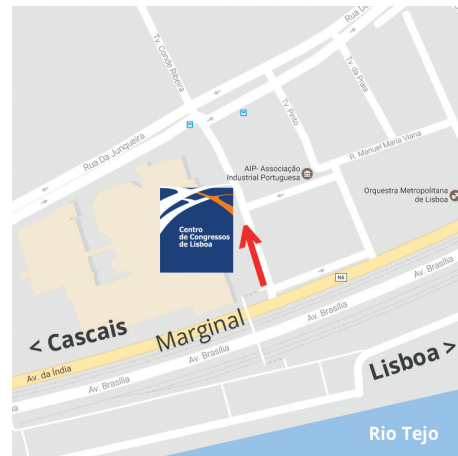 Rua D
Tv. Conde Ribeira
Tv. da Praia
Tv. Pinto
Rua Da Junqueira
R. Manuel Maria Viana
AIP- Associação
Industrial Portuguesa
Orquestra Metropolitana
de Lisboa
Centro
de Congressos
de Lisboa
N6
Av. Brasília
Av. Brasília
< Cascais
Marginal
Av. Brasília
Av. da Índia
Av. Brasília
Lisboa >
Rio Tejo